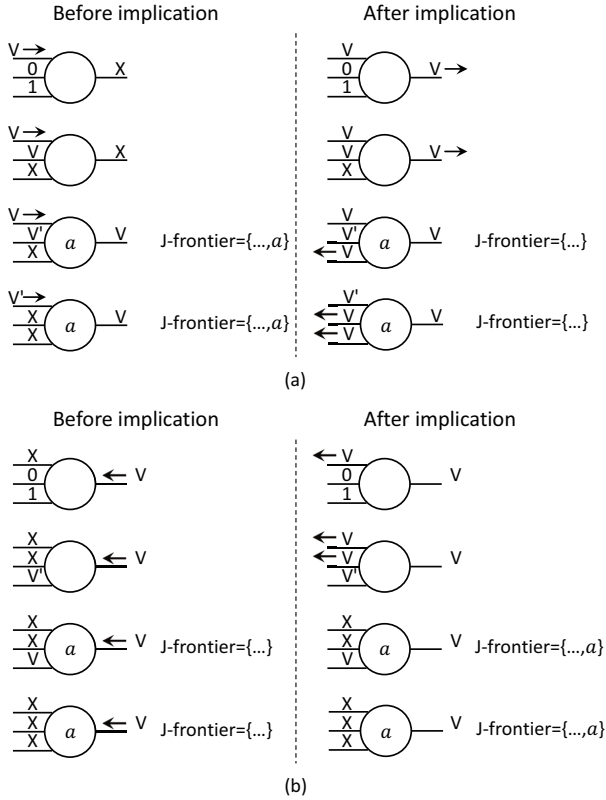 Before implication After implication
V → V
0 X 0 V →
1 1
V → V
V X V V →
X X
V → V
V' a V J-frontier={...,a} V' a V J-frontier={...}
X ← V
V' → V'
X a V J-frontier={...,a} ← V a V J-frontier={...}
X ← V
(a)
Before implication After implication
X ← V ← V V
0 0
1 1
X ← V ← V V
X ← V
V' V'
X ← V X V
X a J-frontier={...} X a J-frontier={...,a}
V V
X ← V X V
X a J-frontier={...} X a J-frontier={...,a}
X X
(b)